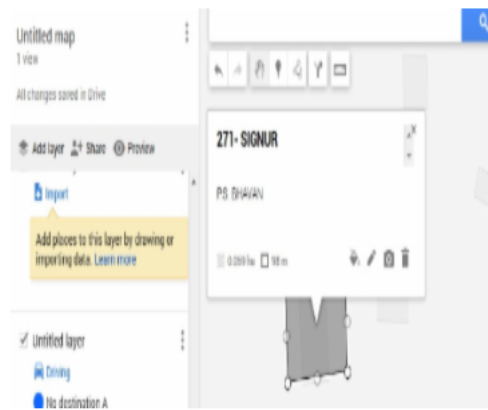 Untitled map
1 view
All changes saved in Drive
Add layer Share Preview
Import
Add places to this layer by drawing or
importing data. Learn more
Untitled layer
Driving
No destination A
271- SIGNUR
P.S. BHAVAN